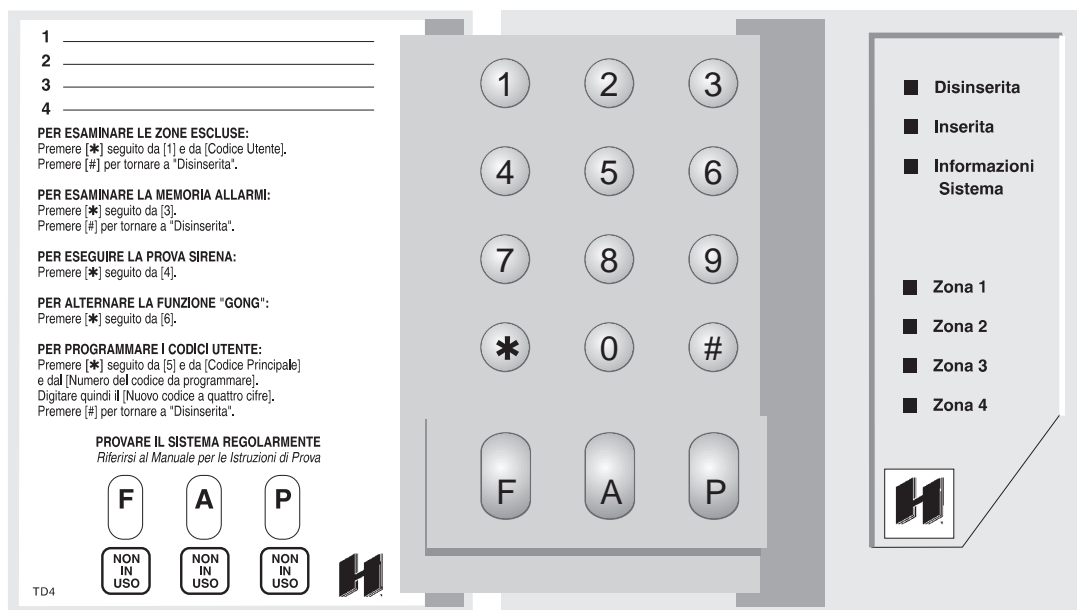 1
2
3
4
PER ESAMINARE LE ZONE ESCLUSE:
Premere [✱] seguito da [1] e da [Codice Utente].
Premere [#] per tornare a "Disinserita".
PER ESAMINARE LA MEMORIA ALLARMI:
Premere [✱] seguito da [3].
Premere [#] per tornare a "Disinserita".
PER ESEGUIRE LA PROVA SIRENA:
Premere [✱] seguito da [4].
PER ALTERNARE LA FUNZIONE "GONG":
Premere [✱] seguito da [6].
PER PROGRAMMARE I CODICI UTENTE:
Premere [✱] seguito da [5] e da [Codice Principale]
e dal [Numero del codice da programmare].
Digitare quindi il [Nuovo codice a quattro cifre].
Premere [#] per tornare a "Disinserita".
PROVARE IL SISTEMA REGOLARMENTE
Riferirsi al Manuale per le Istruzioni di Prova
F A P
NON IN USO
NON IN USO
NON IN USO
TD4
1 2 3
4 5 6
7 8 9
✱ 0 #
F A P
Disinserita
Inserita
Informazioni
Sistema
Zona 1
Zona 2
Zona 3
Zona 4